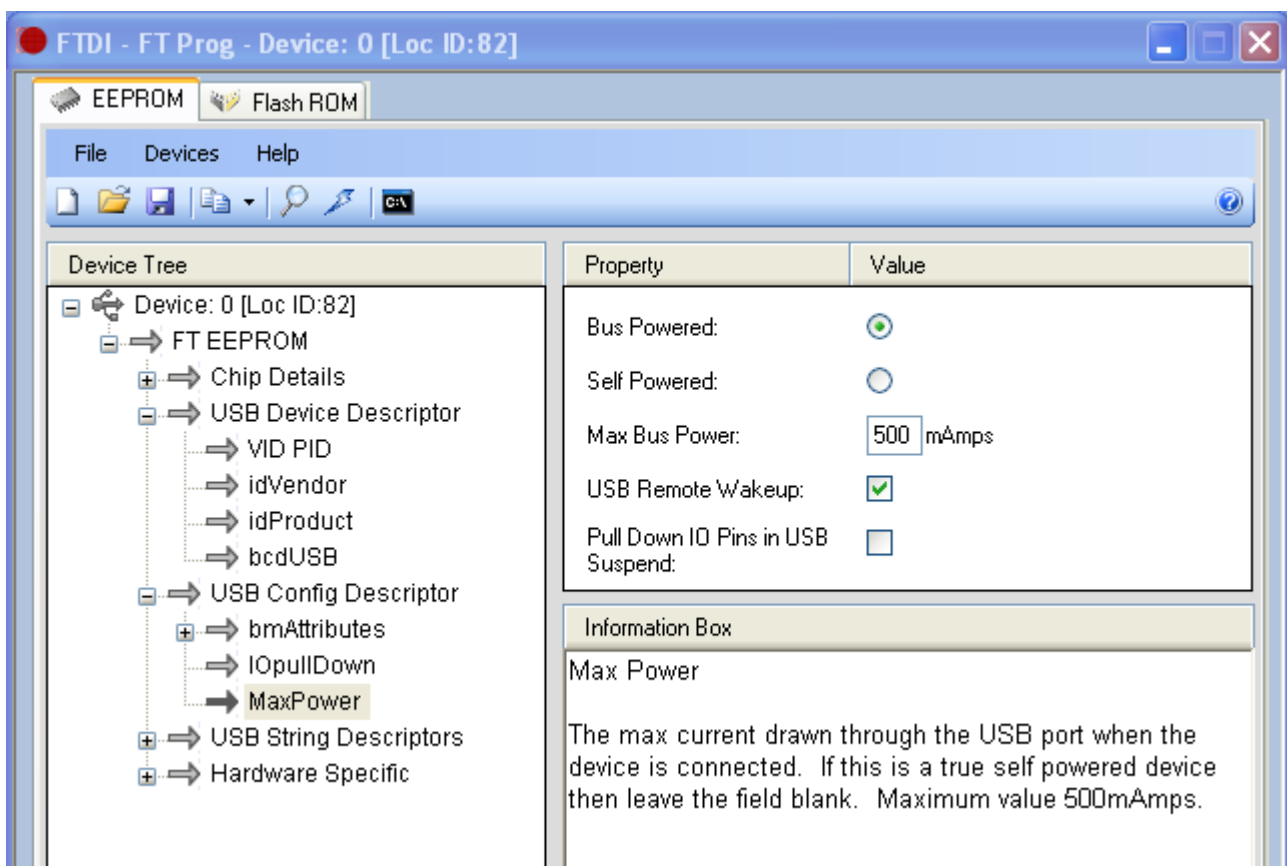 FTDI - FT Prog - Device: 0 [Loc ID:82]
EEPROM
Flash ROM
File
Devices
Help
C:\
Device Tree
Device: 0 [Loc ID:82]
FT EEPROM
Chip Details
USB Device Descriptor
VID PID
idVendor
idProduct
bcdUSB
USB Config Descriptor
bmAttributes
IOpullDown
MaxPower
USB String Descriptors
Hardware Specific
Property
Value
Bus Powered:
Self Powered:
Max Bus Power:
500 mAmps
USB Remote Wakeup:
Pull Down IO Pins in USB
Suspend:
Information Box
Max Power
The max current drawn through the USB port when the
device is connected.  If this is a true self powered device
then leave the field blank.  Maximum value 500mAmps.